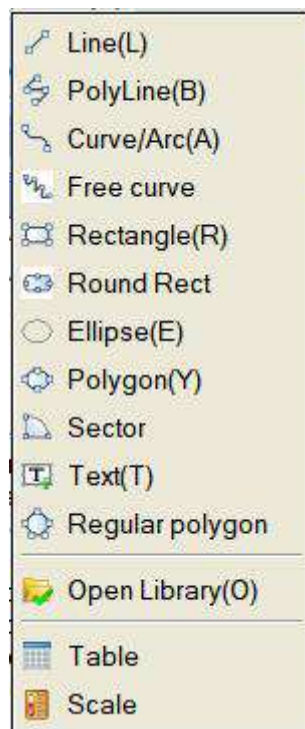 Line(L)
PolyLine(B)
Curve/Arc(A)
Free curve
Rectangle(R)
Round Rect
Ellipse(E)
Polygon(Y)
Sector
Text(T)
Regular polygon
Open Library(O)
Table
Scale